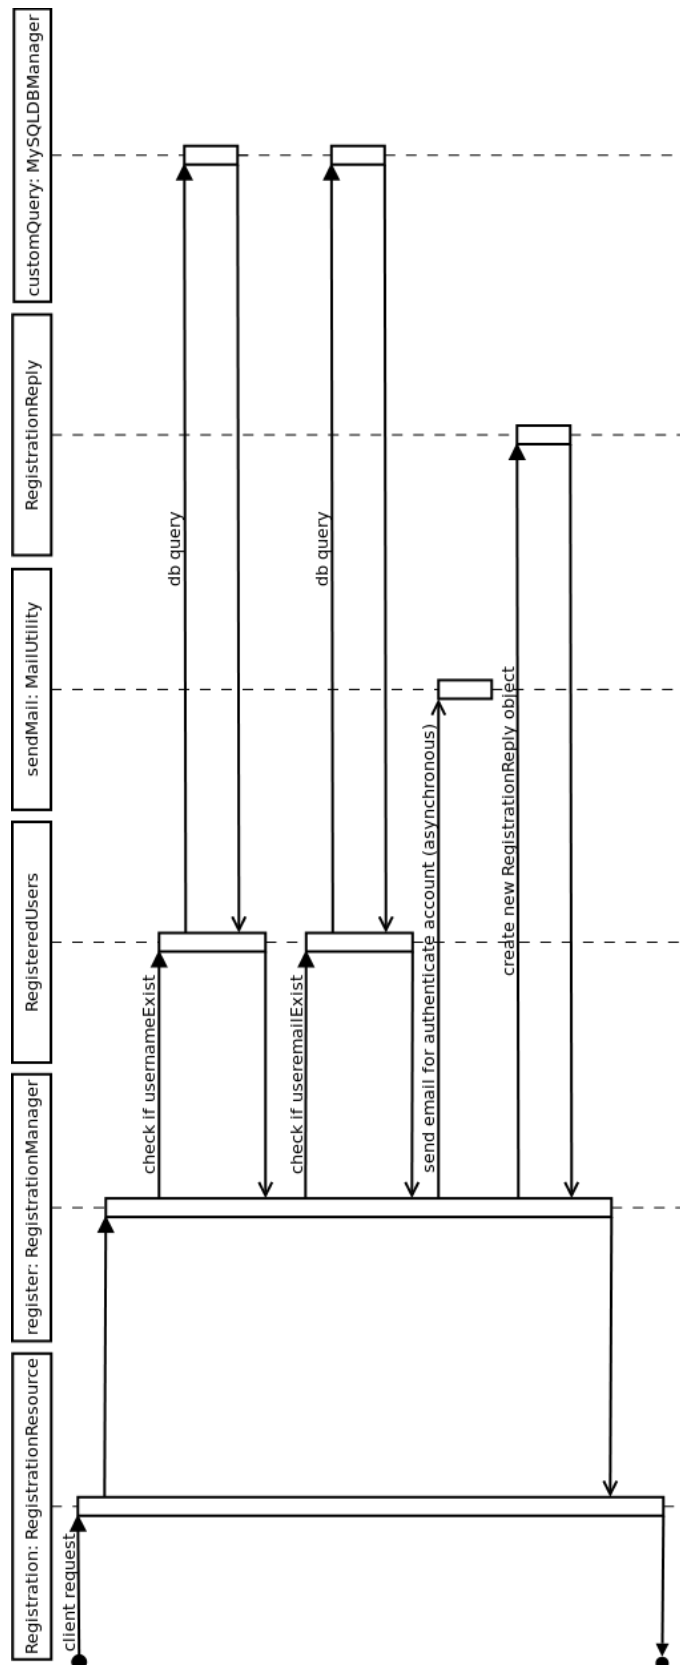 Registration: RegistrationResource
register: RegistrationManager
RegisteredUsers
sendMail: MailUtility
RegistrationReply
customQuery: MySQLDBManager
client request
check if usernameExist
db query
check if useremailExist
db query
send email for authenticate account (asynchronous)
create new RegistrationReply object